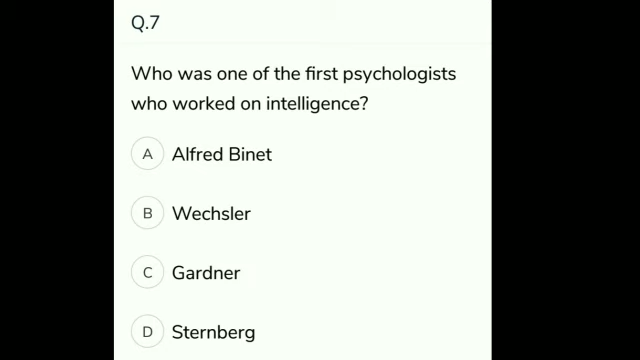 Q.7
Who was one of the first psychologists
who worked on intelligence?
A Alfred Binet
B Wechsler
C Gardner
D Sternberg